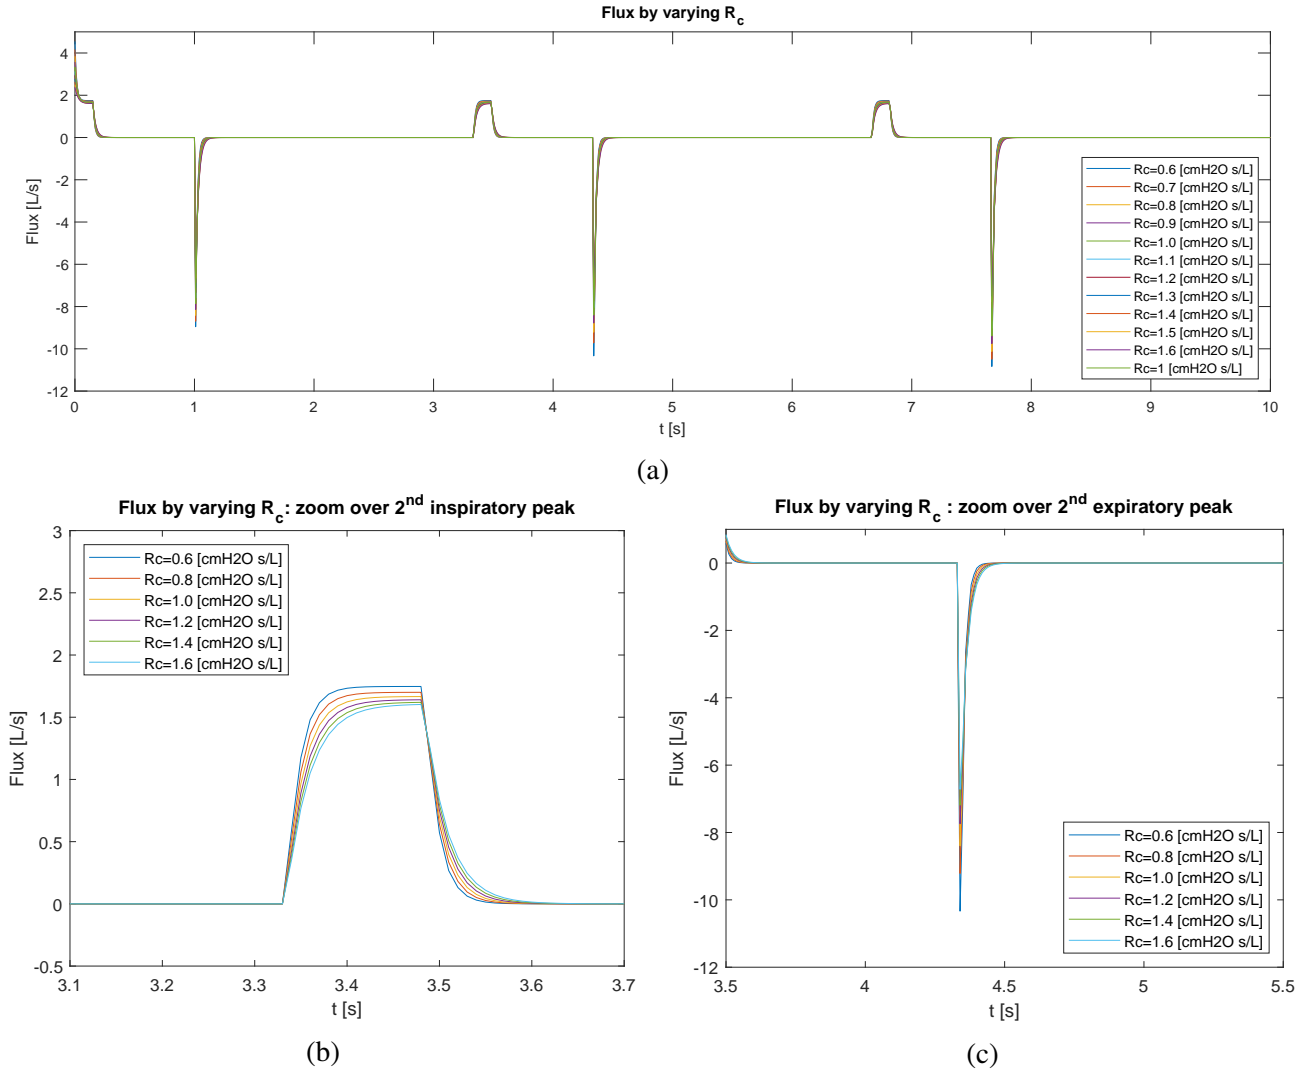 Flux by varying Rc
4
2
0
-2
-4
-6
-8
-10
-12
Flux [L/s]
0 1 2 3 4 5 6 7 8 9 10
t [s]
Rc=0.6 [cmH2O s/L]
Rc=0.7 [cmH2O s/L]
Rc=0.8 [cmH2O s/L]
Rc=0.9 [cmH2O s/L]
Rc=1.0 [cmH2O s/L]
Rc=1.1 [cmH2O s/L]
Rc=1.2 [cmH2O s/L]
Rc=1.3 [cmH2O s/L]
Rc=1.4 [cmH2O s/L]
Rc=1.5 [cmH2O s/L]
Rc=1.6 [cmH2O s/L]
Rc=1 [cmH2O s/L]
(a)
Flux by varying Rc: zoom over 2nd inspiratory peak
3
2.5
2
1.5
1
0.5
0
-0.5
Flux [L/s]
3.1 3.2 3.3 3.4 3.5 3.6 3.7
t [s]
Rc=0.6 [cmH2O s/L]
Rc=0.8 [cmH2O s/L]
Rc=1.0 [cmH2O s/L]
Rc=1.2 [cmH2O s/L]
Rc=1.4 [cmH2O s/L]
Rc=1.6 [cmH2O s/L]
(b)
Flux by varying Rc : zoom over 2nd expiratory peak
0
-2
-4
-6
-8
-10
-12
Flux [L/s]
3.5 4 4.5 5 5.5
t [s]
Rc=0.6 [cmH2O s/L]
Rc=0.8 [cmH2O s/L]
Rc=1.0 [cmH2O s/L]
Rc=1.2 [cmH2O s/L]
Rc=1.4 [cmH2O s/L]
Rc=1.6 [cmH2O s/L]
(c)